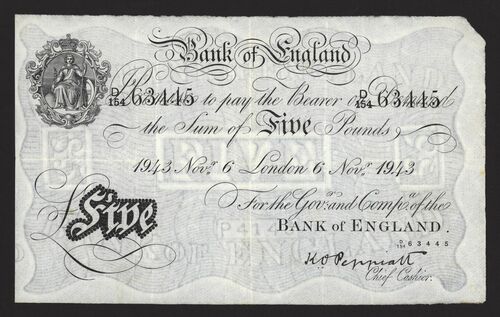 Bank of England
D/154 63445 D/154 63445
I Promise to pay the Bearer on Demand
the Sum of Five Pounds
1943 Novr. 6 London 6 Novr. 1943
For the Govr. and Compa. of the
BANK OF ENGLAND.
£Five
D/154 63445
K.O. Peppiatt
Chief Cashier.